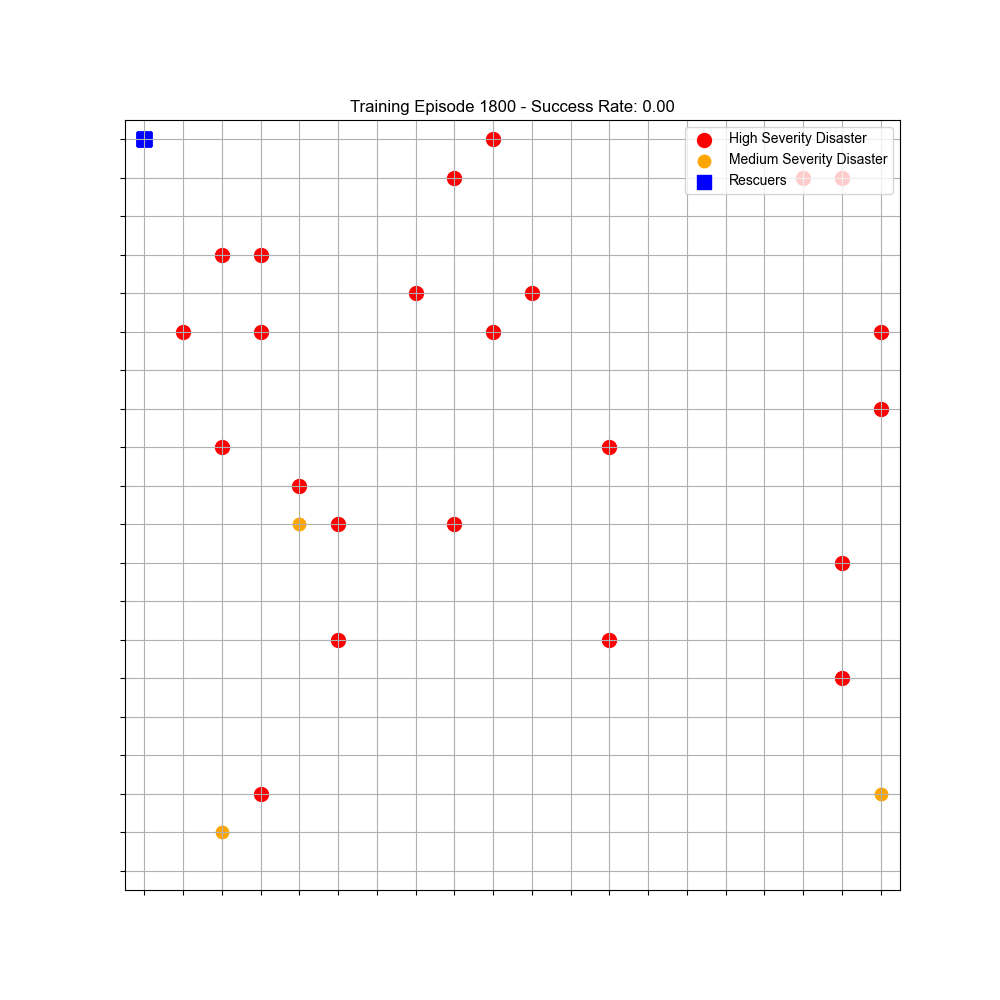 Training Episode 1800 - Success Rate: 0.00
High Severity Disaster
Medium Severity Disaster
Rescuers